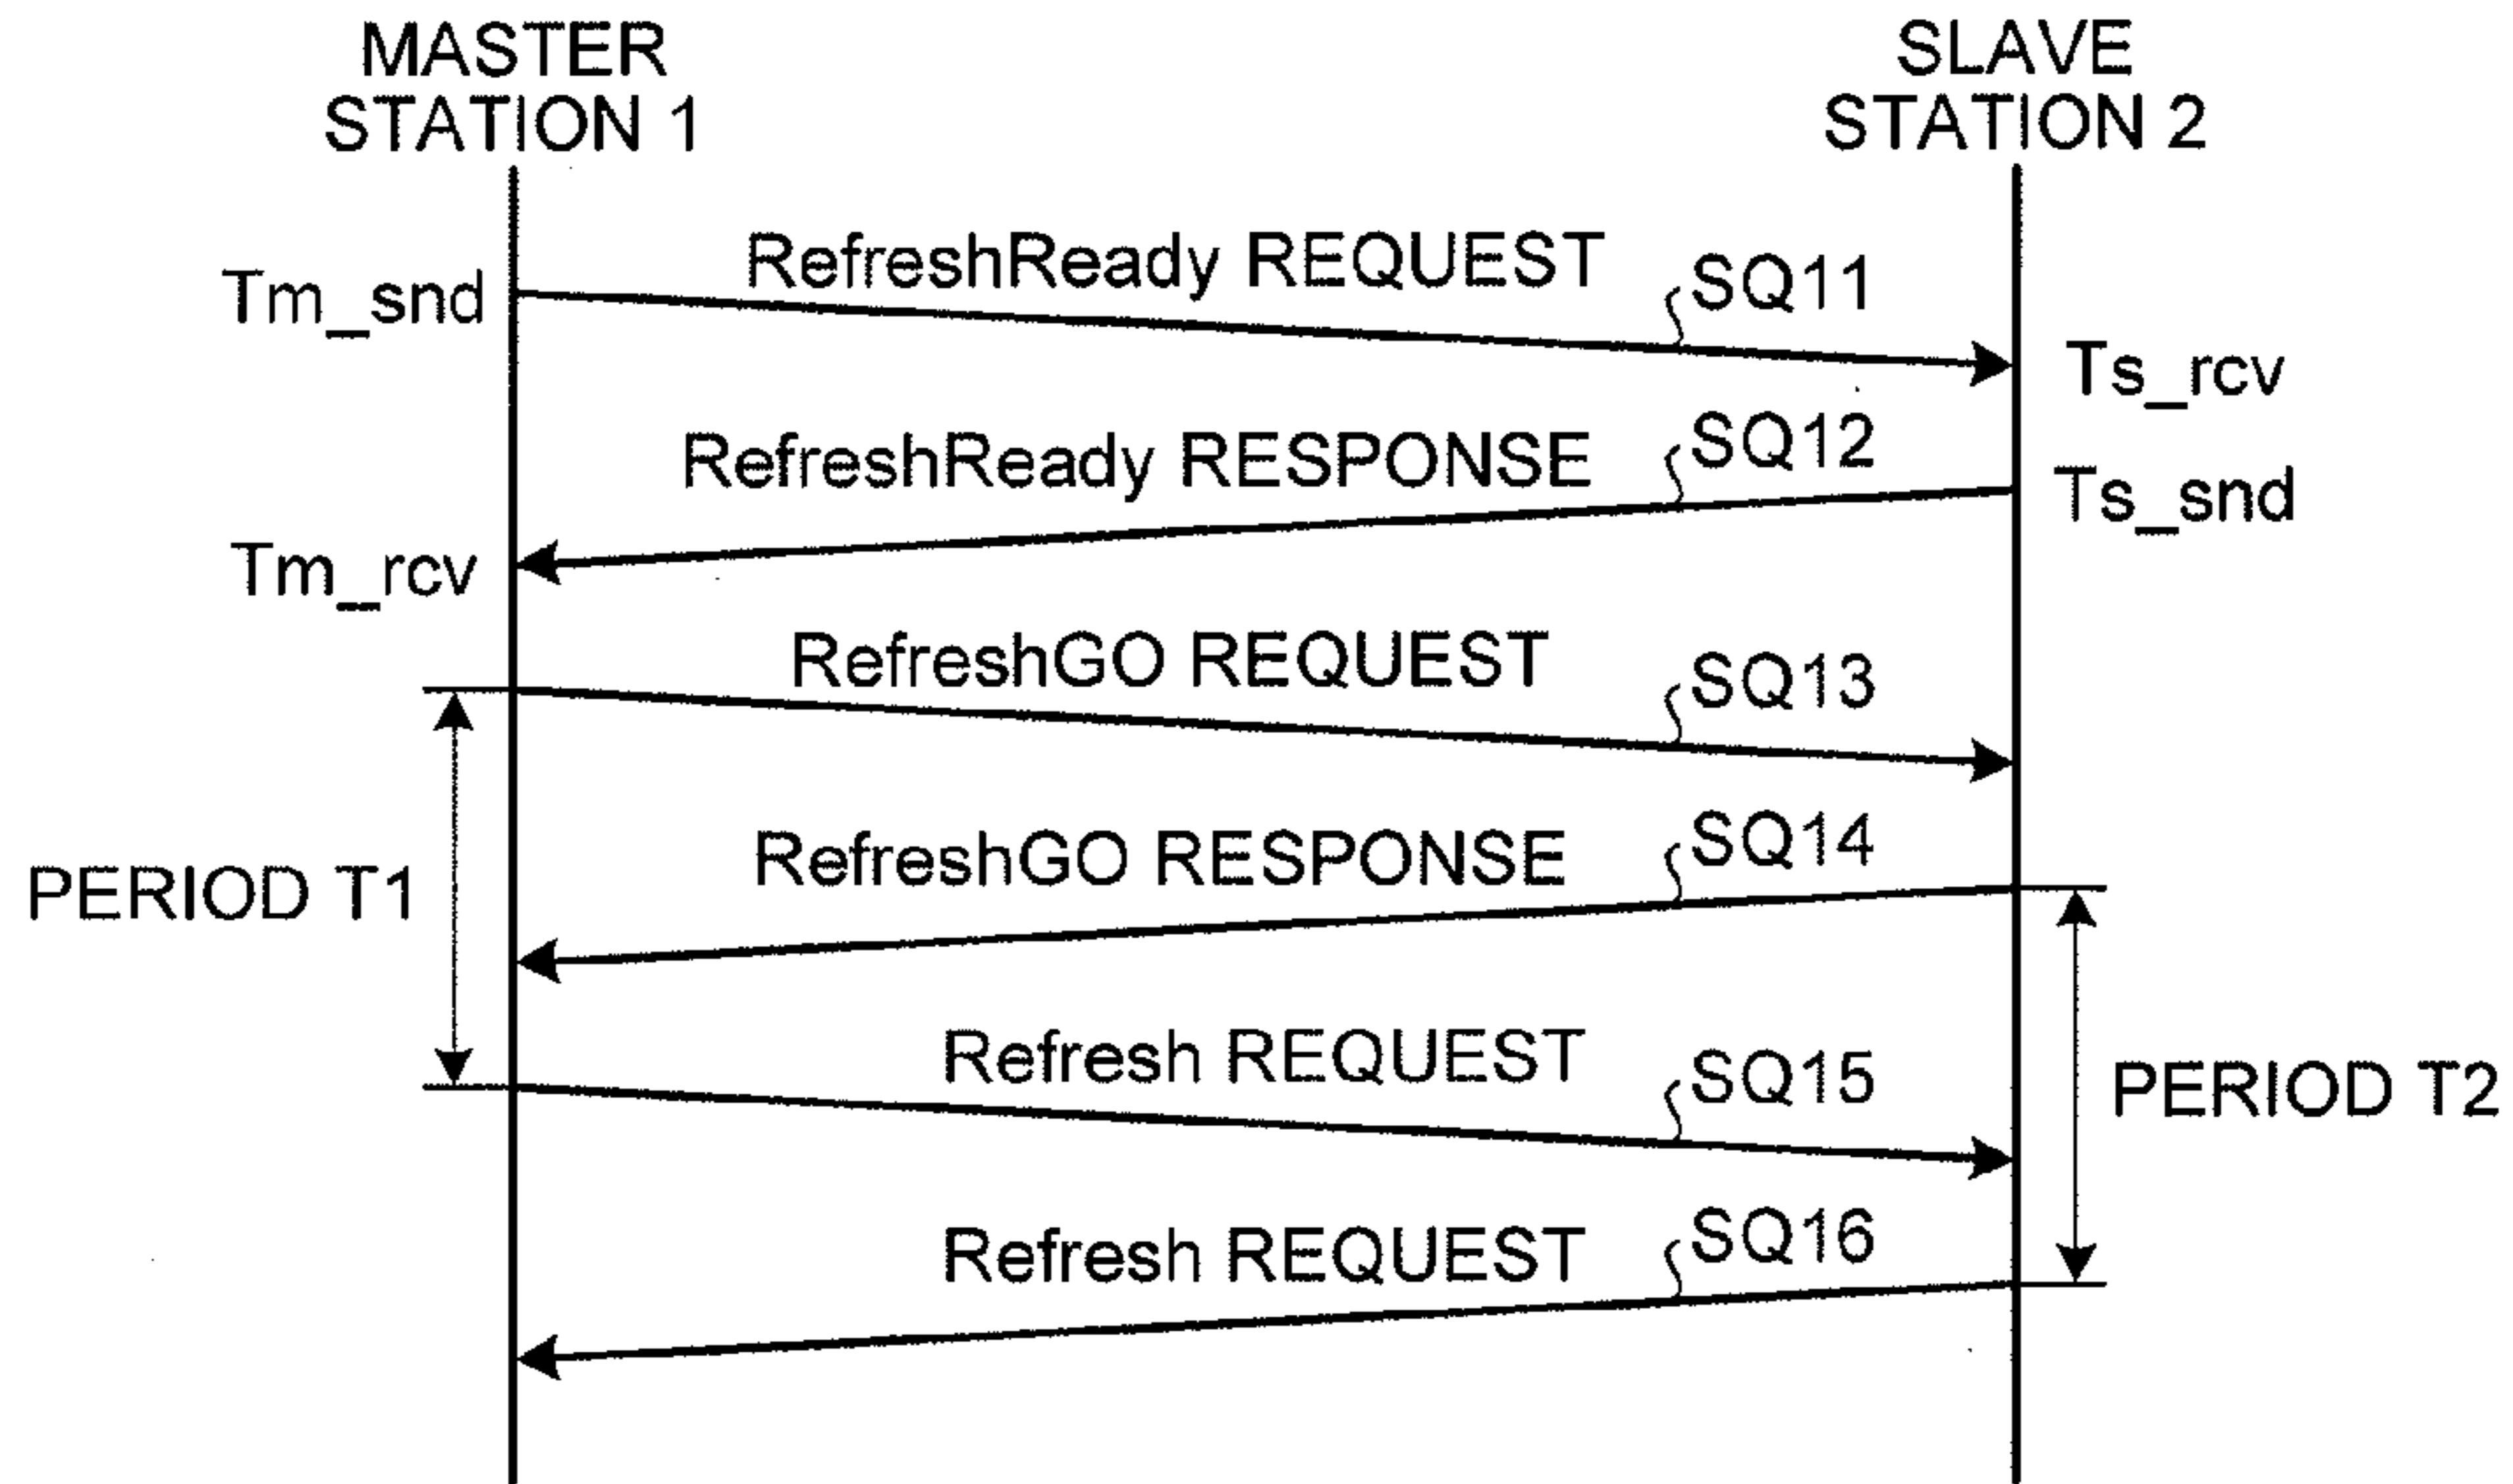 MASTER
STATION 1
SLAVE
STATION 2
RefreshReady REQUEST
SQ11
Tm_snd
Ts_rcv
RefreshReady RESPONSE
SQ12
Ts_snd
Tm_rcv
RefreshGO REQUEST
SQ13
RefreshGO RESPONSE
SQ14
PERIOD T1
Refresh REQUEST
SQ15
PERIOD T2
Refresh REQUEST
SQ16